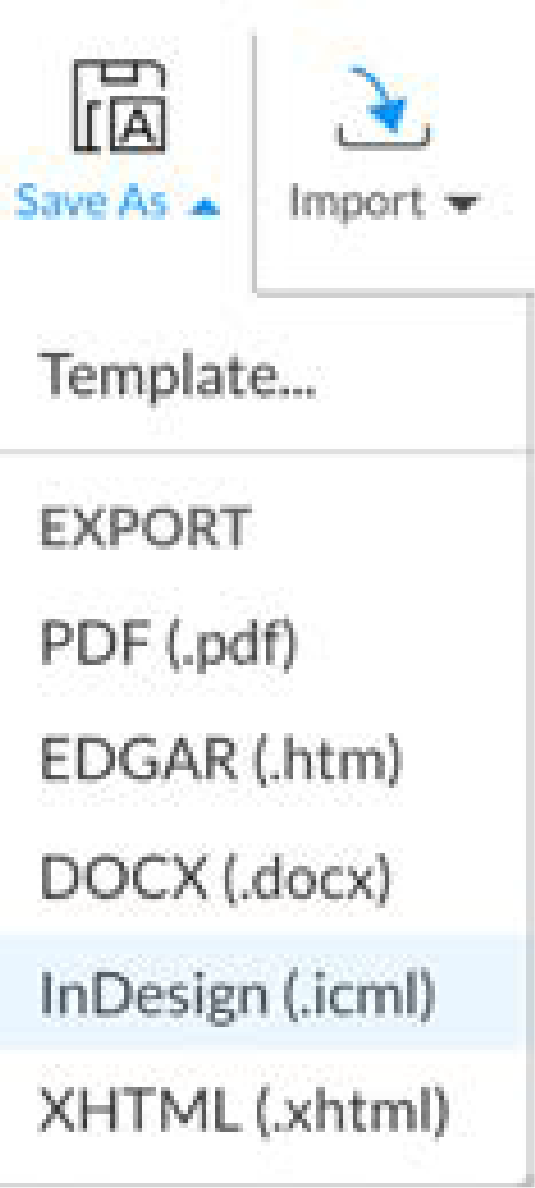 Save As Import
Template...
EXPORT
PDF (.pdf)
EDGAR (.htm)
DOCX (.docx)
InDesign (.icml)
XHTML (.xhtml)